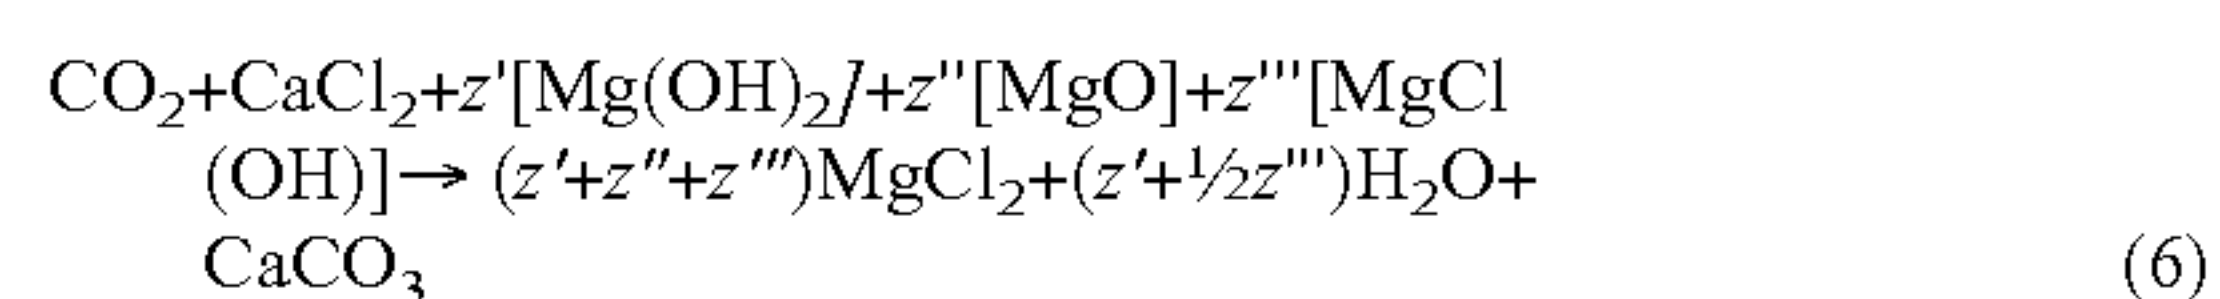 CO₂+CaCl₂+z'[Mg(OH)₂]+z''[MgO]+z'''[MgCl
(OH)]→ (z'+z''+z''')MgCl₂+(z'+½z''')H₂O+
CaCO₃ (6)